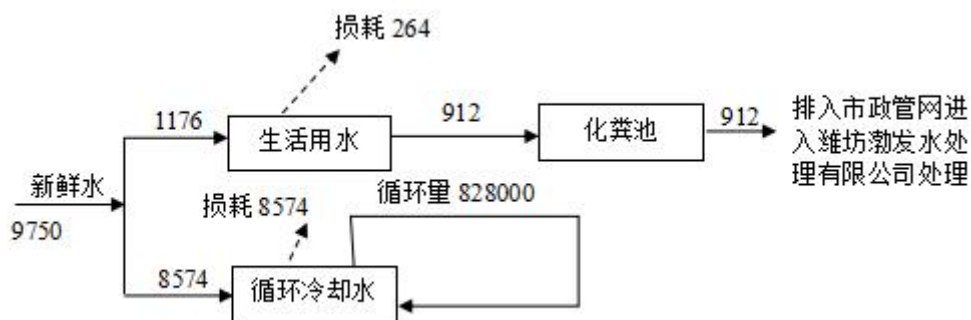 损耗 264
1176
生活用水
912
化粪池
912
排入市政管网进
入潍坊渤发水处
理有限公司处理
新鲜水
9750
损耗 8574
循环量 828000
8574
循环冷却水